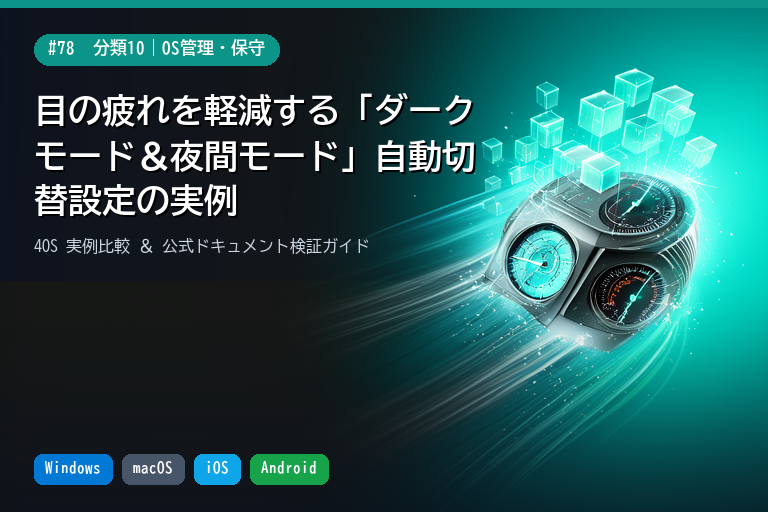 #78 分類10｜OS管理・保守
目の疲れを軽減する「ダーク
モード＆夜間モード」自動切
替設定の実例
4OS 実例比較 ＆ 公式ドキュメント検証ガイド
Windows macOS iOS Android